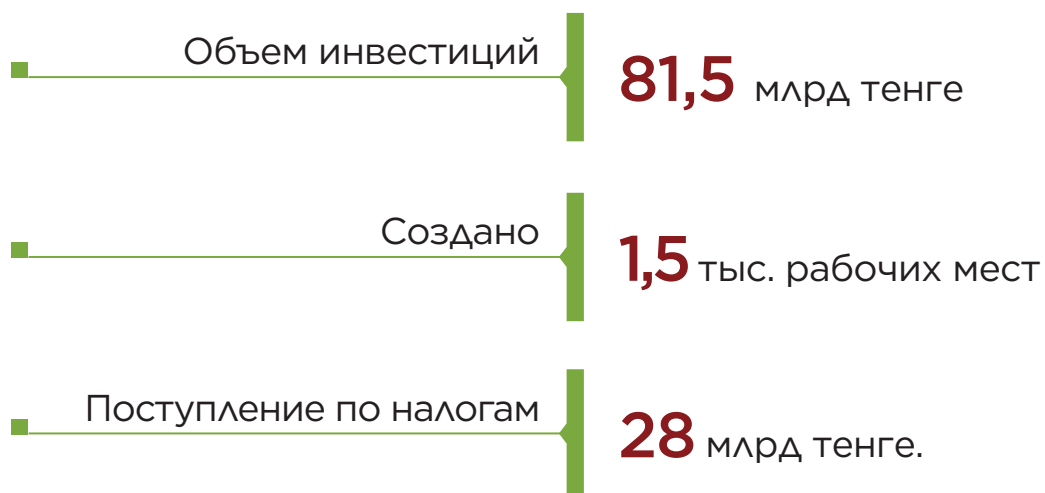 Объем инвестиций
81,5 млрд тенге
Создано
1,5 тыс. рабочих мест
Поступление по налогам
28 млрд тенге.